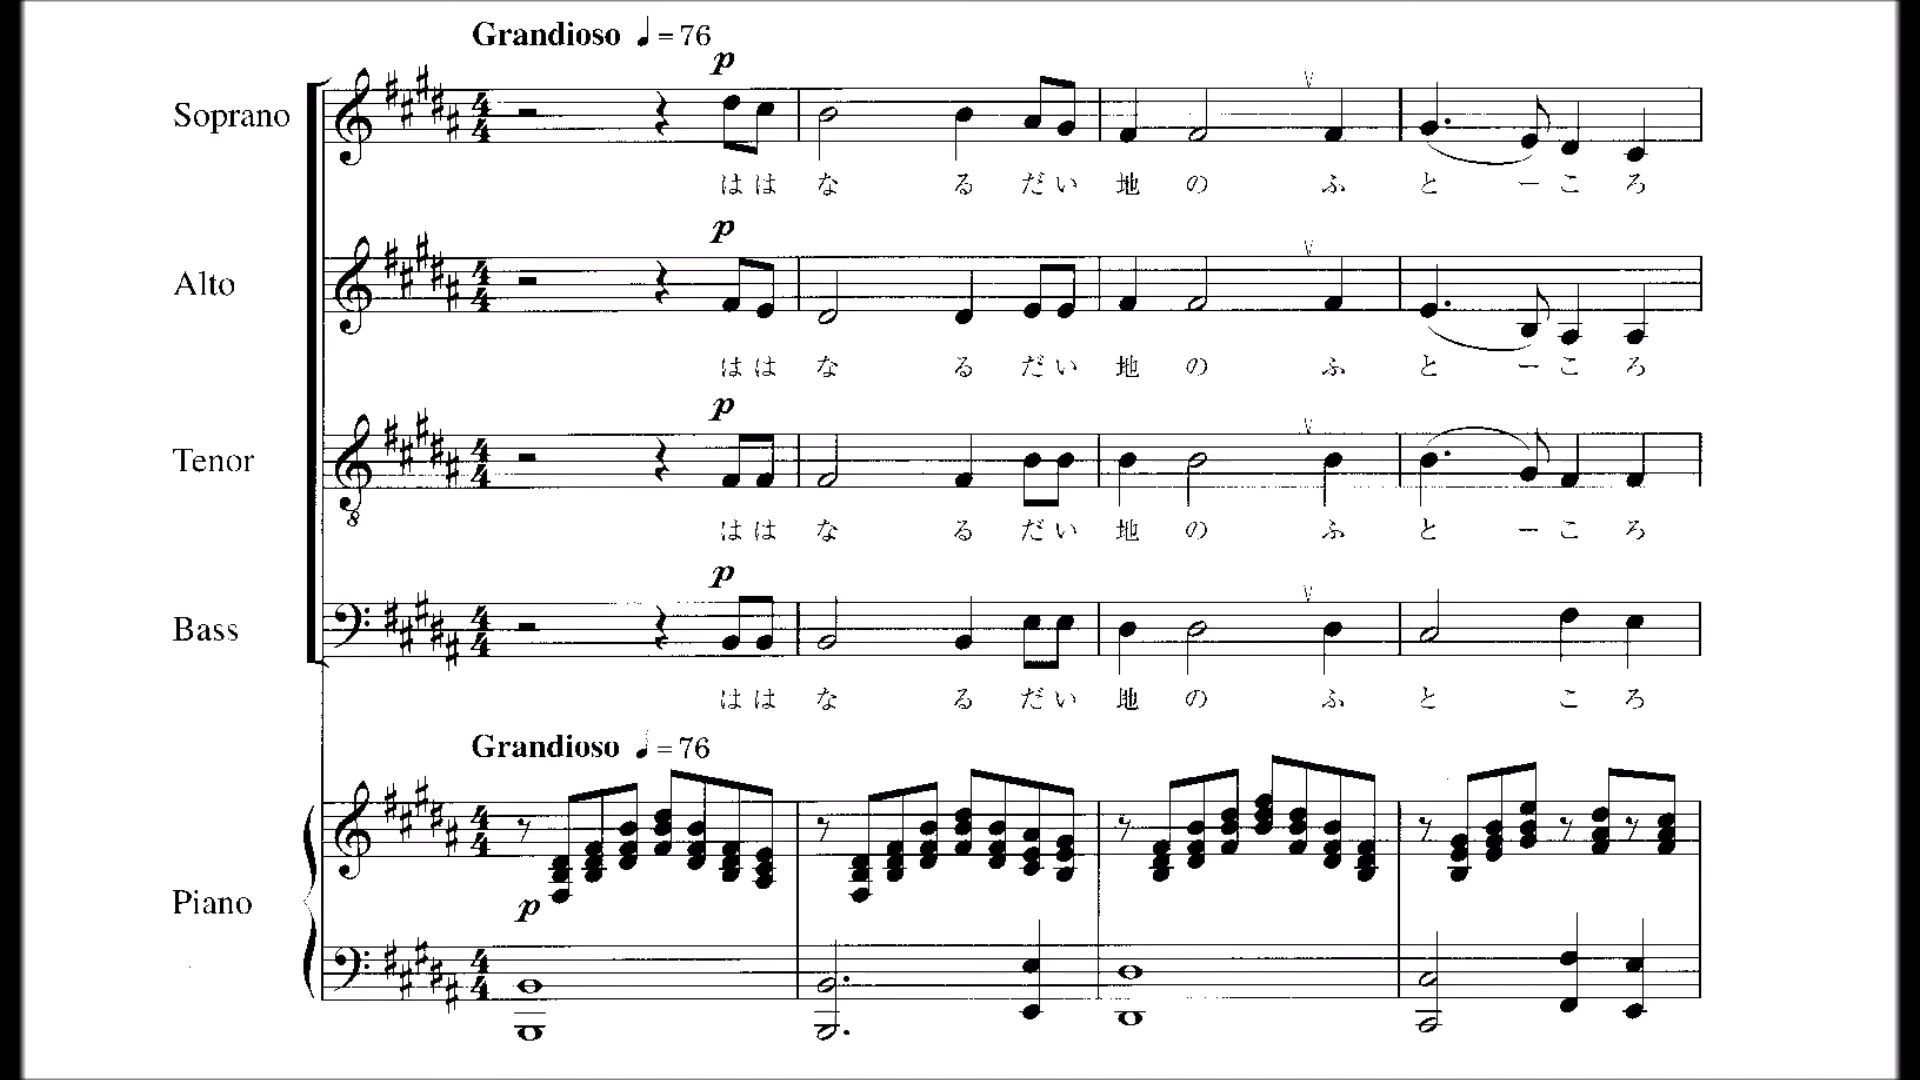 Grandioso ♩= 76
p
Soprano
はは な る だい 地 の ふ と ー こ ろ
p
Alto
はは な る だい 地 の ふ と ー こ ろ
p
Tenor
8
はは な る だい 地 の ふ と ー こ ろ
p
Bass
はは な る だい 地 の ふ と こ ろ
Grandioso ♩= 76
Piano
p